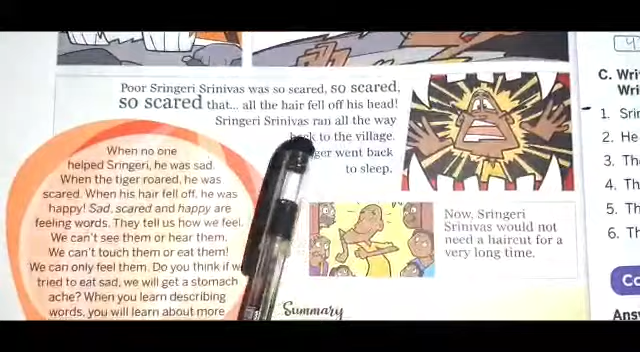 Poor Sringeri Srinivas was so scared, so scared,
so scared that... all the hair fell off his head!
Sringeri Srinivas ran all the way
to the village.
went back
to sleep.
When no one
helped Sringeri, he was sad.
When the tiger roared, he was
scared. When his hair fell off, he was
happy! Sad, scared and happy are
feeling words. They tell us how we feel.
We can't see them or hear them.
We can't touch them or eat them!
We can only feel them. Do you think if
tried to eat sad, we will get a stomach
ache? When you learn describing
words, you will learn about more
Now, Sringeri
Srinivas would not
need a haircut for a
very long time.
Summary
C. Wri
Wri
1. Srin
2. He
3. Th
4. Th
5. Th
6. Th
Co
Ans